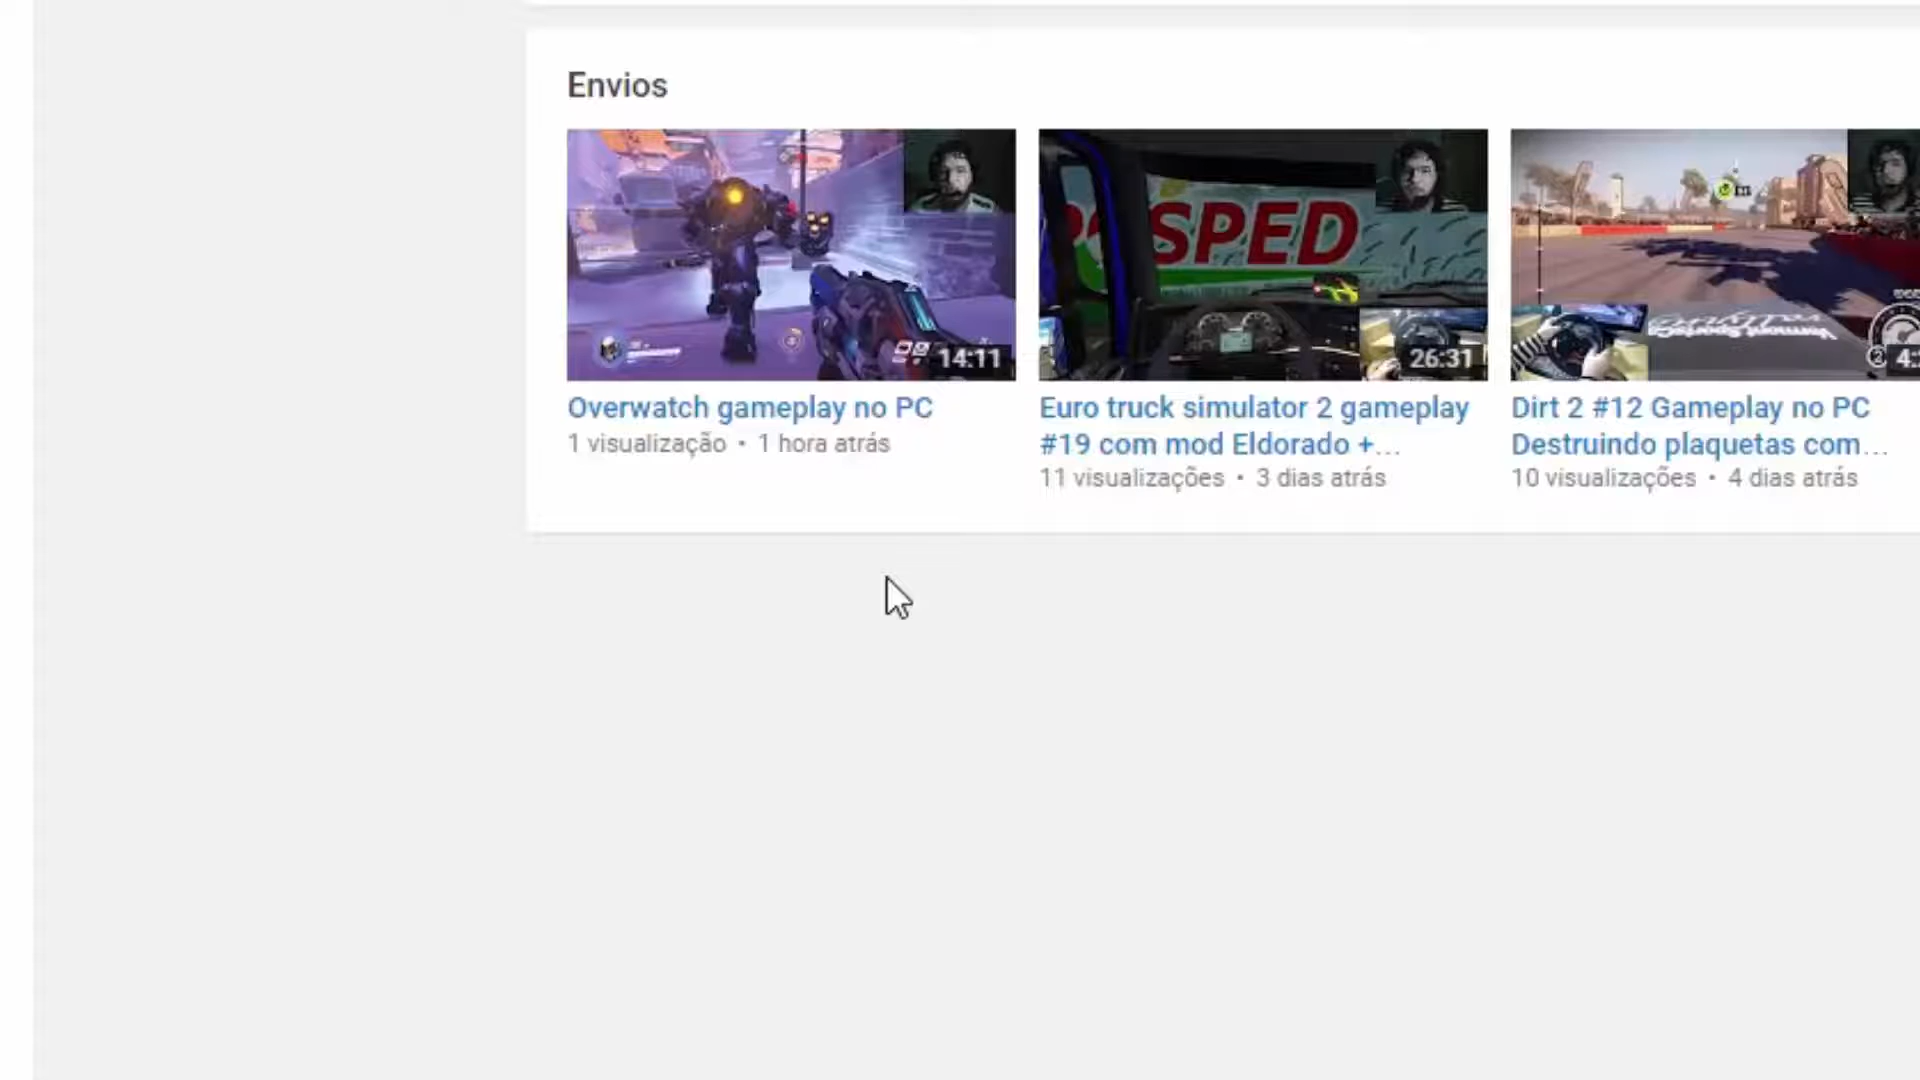 Envios
SPED
14:11
26:31
Overwatch gameplay no PC
1 visualização • 1 hora atrás
Euro truck simulator 2 gameplay
#19 com mod Eldorado +...
11 visualizações • 3 dias atrás
Dirt 2 #12 Gameplay no PC
Destruindo plaquetas com...
10 visualizações • 4 dias atrás